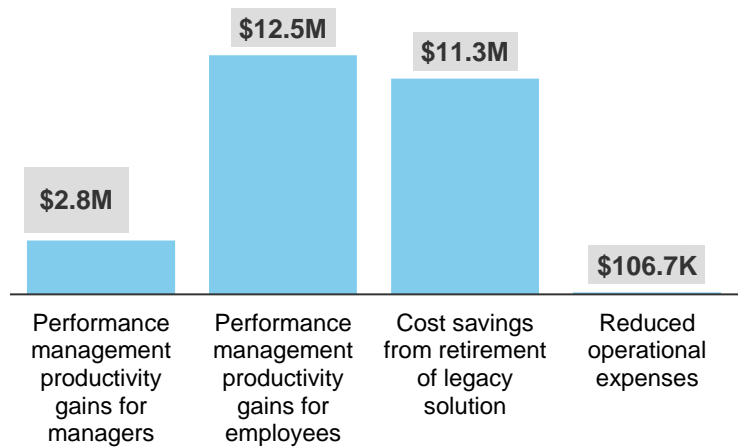 $12.5M
$11.3M
$2.8M
$106.7K
Performance
management
productivity
gains for
managers
Performance
management
productivity
gains for
employees
Cost savings
from retirement
of legacy
solution
Reduced
operational
expenses